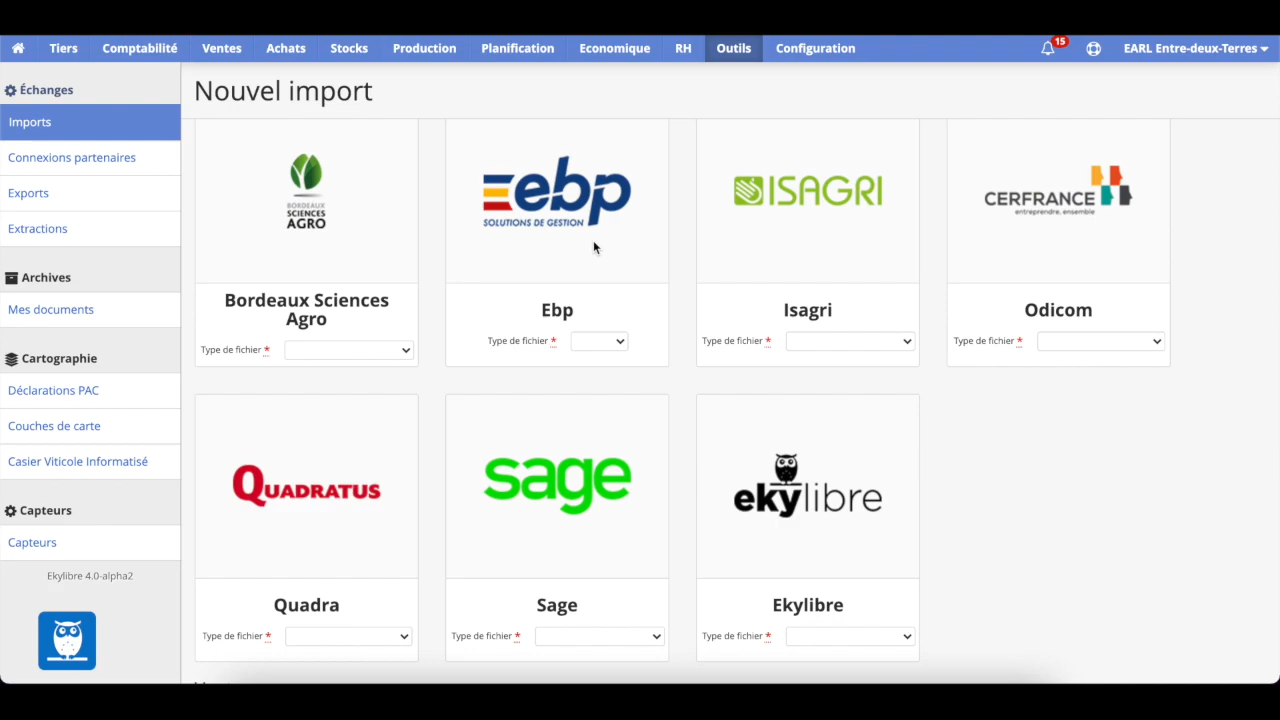 Tiers Comptabilité Ventes Achats Stocks Production Planification Economique RH Outils Configuration 15 EARL Entre-deux-Terres
Échanges
Imports
Connexions partenaires
Exports
Extractions
Archives
Mes documents
Cartographie
Déclarations PAC
Couches de carte
Casier Viticole Informatisé
Capteurs
Capteurs
Ekylibre 4.0-alpha2
Nouvel import
BORDEAUX
SCIENCES
AGRO
Bordeaux Sciences
Agro
Type de fichier *
ebp
SOLUTIONS DE GESTION
Ebp
Type de fichier *
ISAGRI
Isagri
Type de fichier *
CERFRANCE
entreprendre, ensemble
Odicom
Type de fichier *
QUADRATUS
Quadra
Type de fichier *
sage
Sage
Type de fichier *
ekylibre
Ekylibre
Type de fichier *